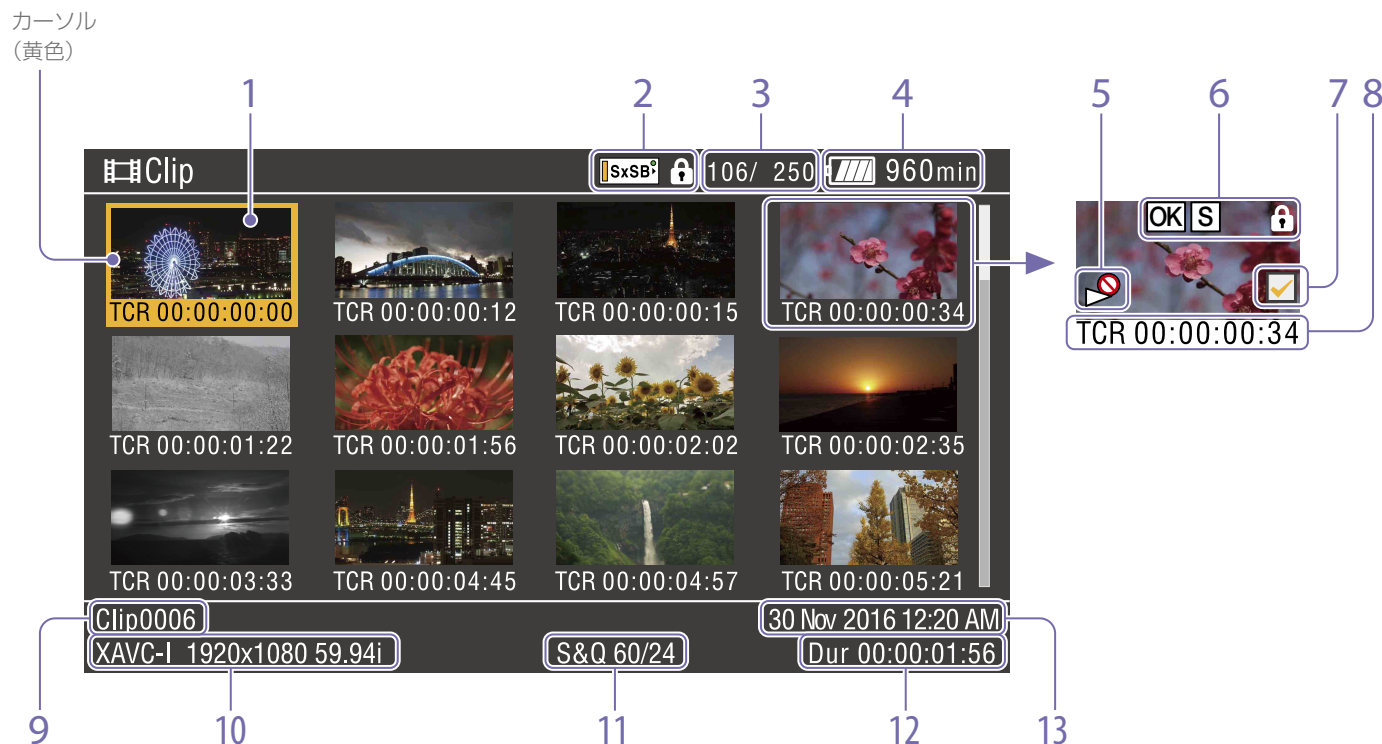 カーソル
（黄色）
1
2
3
4
5
6
7
8
Clip
SxSB
106/ 250
960min
OK S
TCR 00:00:00:00
TCR 00:00:00:12
TCR 00:00:00:15
TCR 00:00:00:34
TCR 00:00:00:34
TCR 00:00:01:22
TCR 00:00:01:56
TCR 00:00:02:02
TCR 00:00:02:35
TCR 00:00:03:33
TCR 00:00:04:45
TCR 00:00:04:57
TCR 00:00:05:21
Clip0006
30 Nov 2016 12:20 AM
XAVC-I 1920x1080 59.94i
S&Q 60/24
Dur 00:00:01:56
9
10
11
12
13